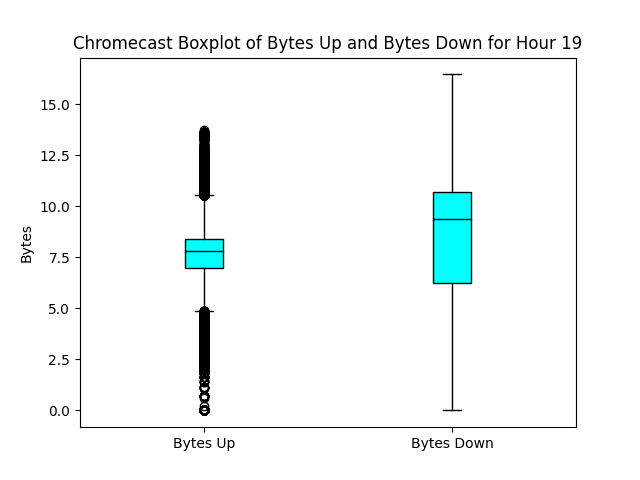 Chromecast Boxplot of Bytes Up and Bytes Down for Hour 19
15.0
12.5
10.0
7.5
5.0
2.5
0.0
Bytes
Bytes Up
Bytes Down